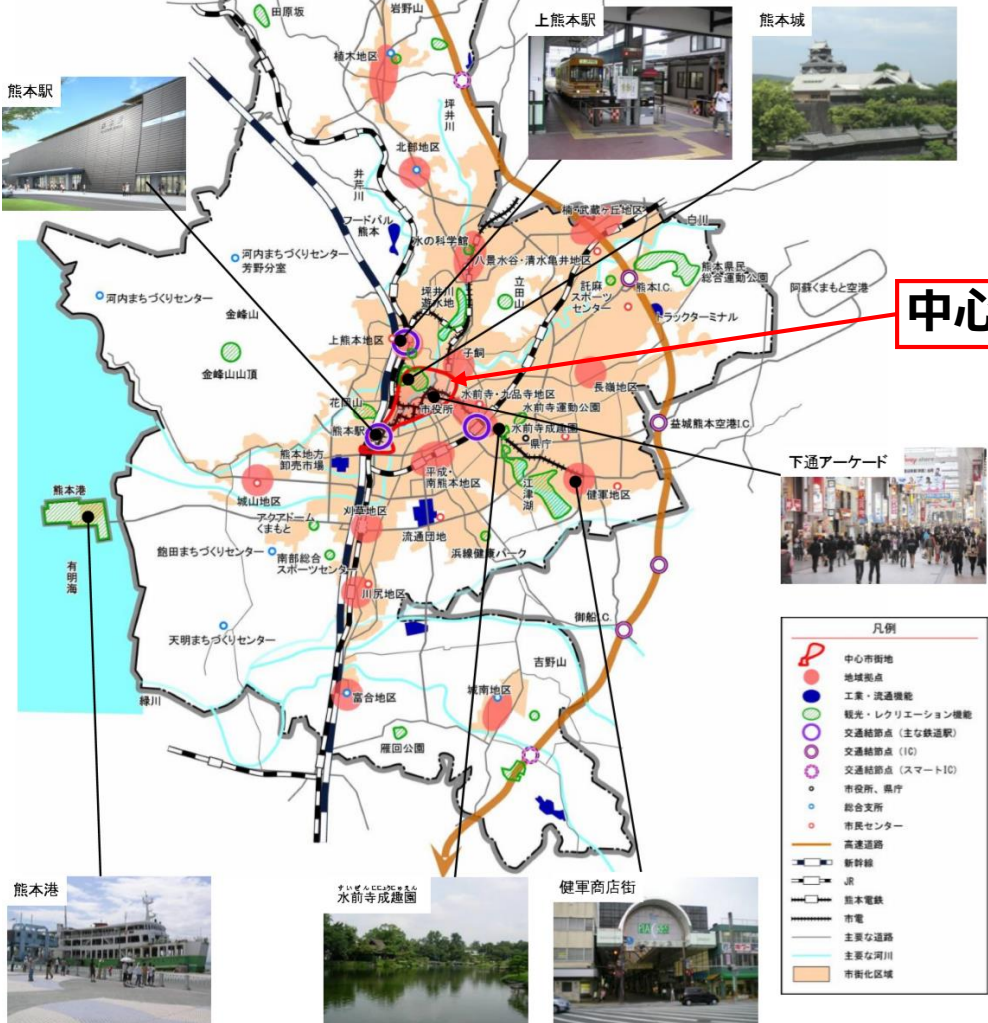 田原坂
岩野山
上熊本駅
熊本城
植木地区
熊本駅
坪井川
北部地区
井芹川
フードパル
熊本
楠・武蔵ヶ丘地区
白川
水の科学館
八景水谷・清水亀井地区
河内まちづくりセンター
芳野分室
熊本県民
総合運動公園
立田山
託麻
スポーツ
センター
熊本I.C.
阿蘇くまもと空港
河内まちづくりセンター
坪井川
遊水地
トラックターミナル
金峰山
中心
上熊本地区
子飼
金峰山山頂
長嶺地区
水前寺・九品寺地区
花岡山
市役所
水前寺運動公園
益城熊本空港I.C
熊本駅
水前寺成趣園
県庁
熊本地方
卸売市場
平成・
南熊本地区
下通アーケード
熊本港
城山地区
江津湖
健軍地区
刈草地区
アクアドーム
くまもと
流通団地
飽田まちづくりセンター
南部総合
スポーツセンター
浜線健康パーク
有明海
川尻地区
御船I.C.
天明まちづくりセンター
吉野山
緑川
富合地区
城南地区
雁回公園
凡例
中心市街地
地域拠点
工業・流通機能
観光・レクリエーション機能
交通結節点（主な鉄道駅）
交通結節点（IC）
交通結節点（スマートIC）
市役所、県庁
総合支所
市民センター
高速道路
新幹線
JR
熊本電鉄
市電
主要な道路
主要な河川
市街化区域
熊本港
水前寺成趣園
健軍商店街